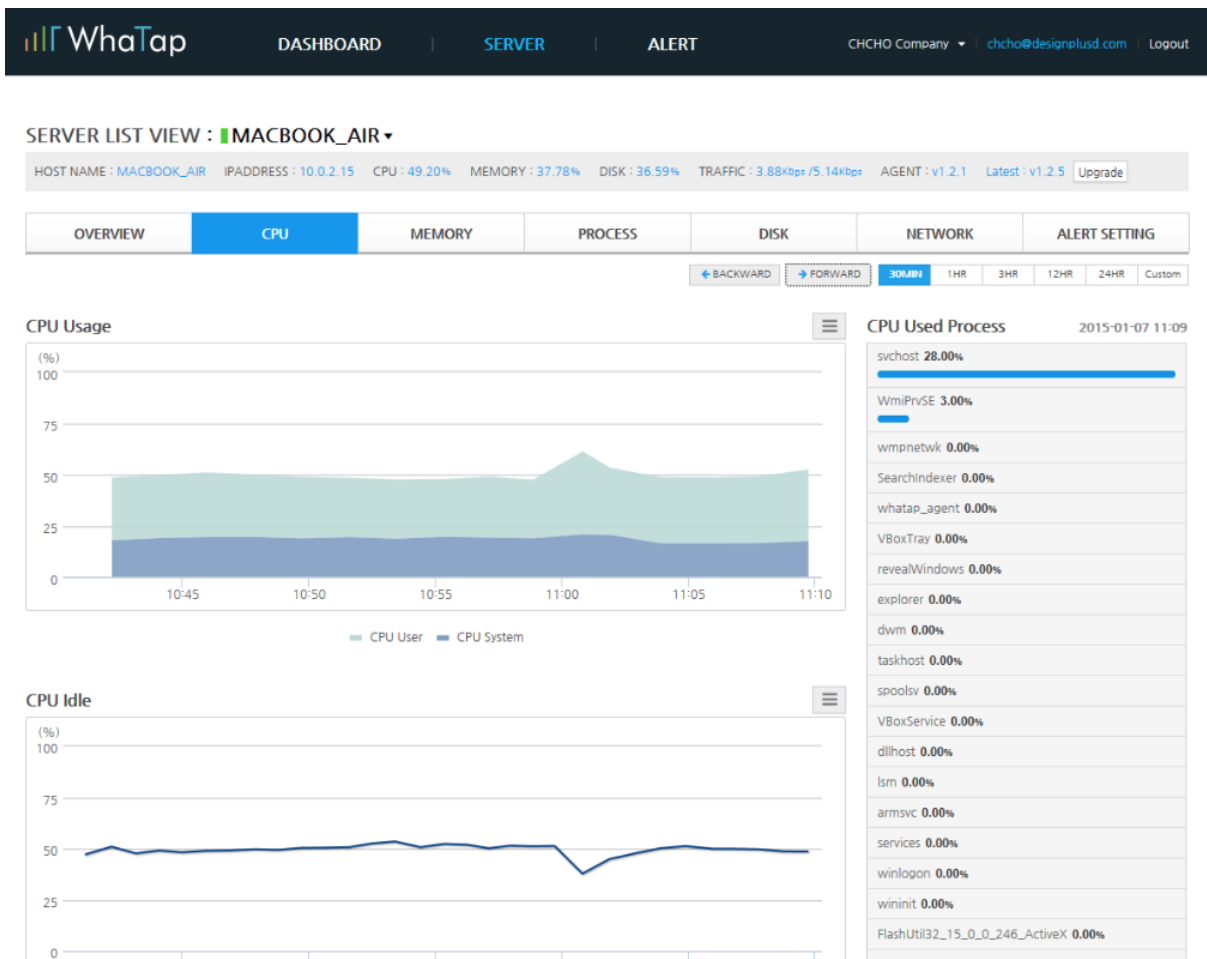 WhaTap DASHBOARD SERVER ALERT CHCHO Company chcho@designplusd.com Logout
SERVER LIST VIEW : MACBOOK_AIR
HOST NAME : MACBOOK_AIR IPADDRESS : 10.0.2.15 CPU : 49.20% MEMORY : 37.78% DISK : 36.59% TRAFFIC : 3.88Kbps /5.14Kbps AGENT : v1.2.1 Latest : v1.2.5 Upgrade
OVERVIEW CPU MEMORY PROCESS DISK NETWORK ALERT SETTING
BACKWARD FORWARD 30MIN 1HR 3HR 12HR 24HR Custom
CPU Usage
(%)
100
75
50
25
0
10:45 10:50 10:55 11:00 11:05 11:10
CPU User CPU System
CPU Idle
(%)
100
75
50
25
0
CPU Used Process 2015-01-07 11:09
svchost 28.00%
WmiPrvSE 3.00%
wmpnetwk 0.00%
SearchIndexer 0.00%
whatap_agent 0.00%
VBoxTray 0.00%
revealWindows 0.00%
explorer 0.00%
dwm 0.00%
taskhost 0.00%
spoolsv 0.00%
VBoxService 0.00%
dllhost 0.00%
lsm 0.00%
armsvc 0.00%
services 0.00%
winlogon 0.00%
wininit 0.00%
FlashUtil32_15_0_0_246_ActiveX 0.00%